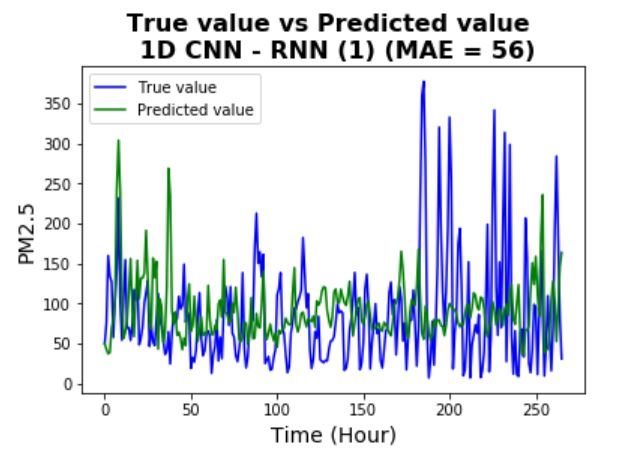 True value vs Predicted value
1D CNN - RNN (1) (MAE = 56)
True value
Predicted value
PM2.5
350
300
250
200
150
100
50
0
0 50 100 150 200 250
Time (Hour)